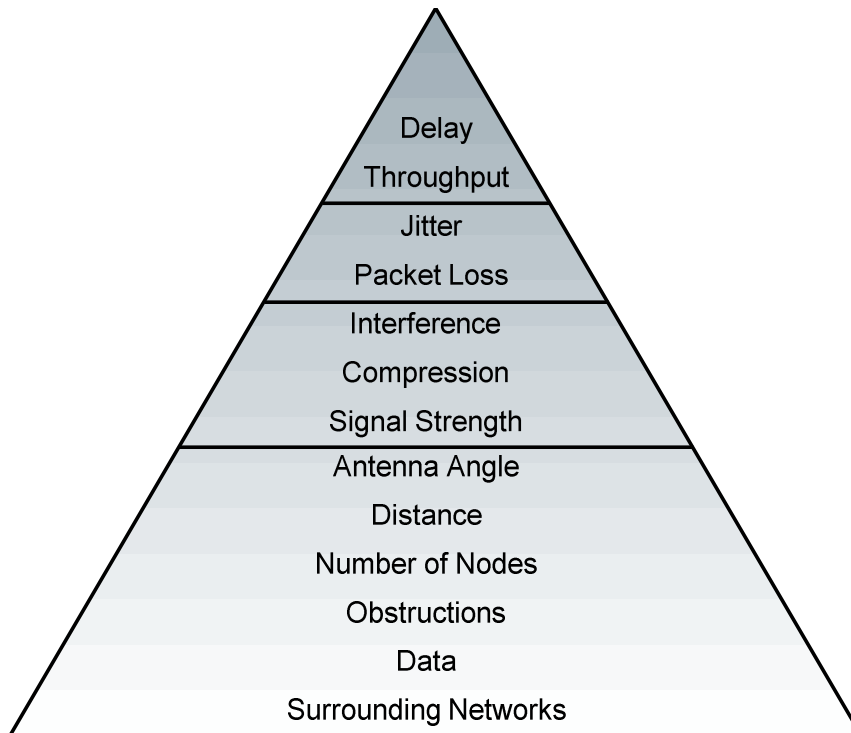 Delay
Throughput
Jitter
Packet Loss
Interference
Compression
Signal Strength
Antenna Angle
Distance
Number of Nodes
Obstructions
Data
Surrounding Networks